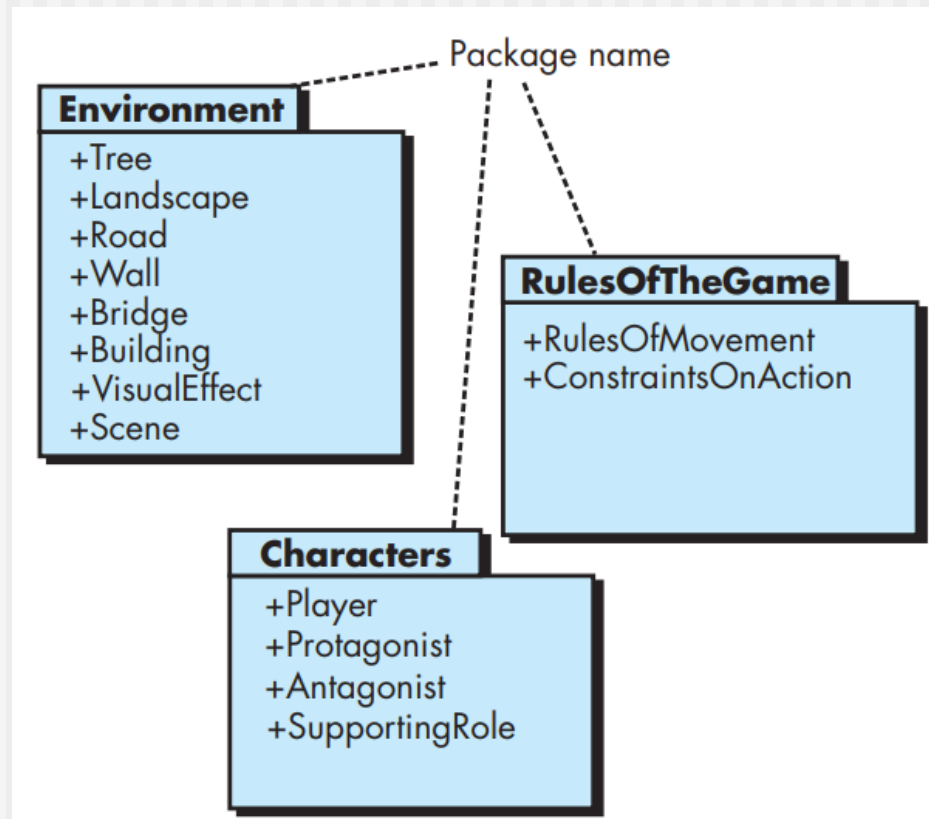 Package name
Environment
+Tree
+Landscape
+Road
+Wall
+Bridge
+Building
+VisualEffect
+Scene
RulesOfTheGame
+RulesOfMovement
+ConstraintsOnAction
Characters
+Player
+Protagonist
+Antagonist
+SupportingRole